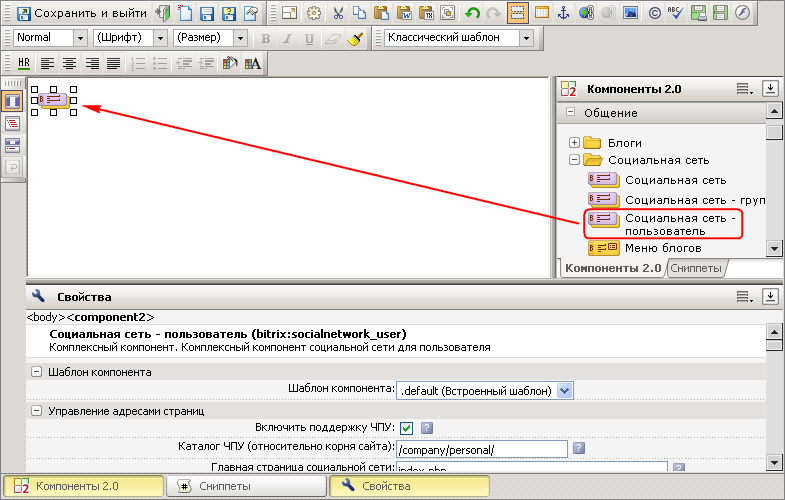 Сохранить и выйти
Normal (Шрифт) (Размер) B I U Классический шаблон
HR A
Компоненты 2.0
Общение
Блоги
Социальная сеть
Социальная сеть
Социальная сеть - груп
Социальная сеть -
пользователь
Меню блогов
Компоненты 2.0 Сниппеты
Свойства
<body><component2>
Социальная сеть - пользователь (bitrix:socialnetwork_user)
Комплексный компонент. Комплексный компонент социальной сети для пользователя
Шаблон компонента
Шаблон компонента: .default (Встроенный шаблон)
Управление адресами страниц
Включить поддержку ЧПУ: ?
Каталог ЧПУ (относительно корня сайта): /company/personal/ ?
Главная страница социальной сети: index.php ?
Компоненты 2.0 Сниппеты Свойства